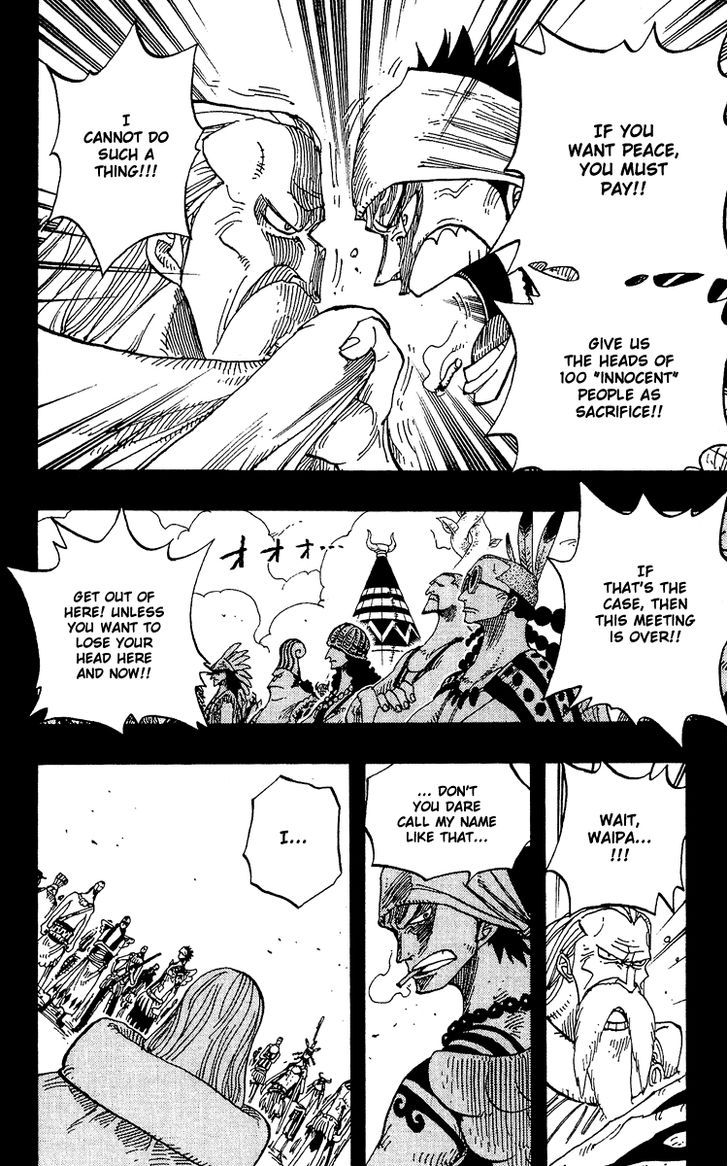 IF YOU
WANT PEACE,
YOU MUST
PAY!!
I
CANNOT DO
SUCH A
THING!!!
GIVE US
THE HEADS OF
100 "INNOCENT"
PEOPLE AS
SACRIFICE!!
IF
THAT'S THE
CASE, THEN
THIS MEETING
IS OVER!!
オオオ...
GET OUT OF
HERE! UNLESS
YOU WANT TO
LOSE YOUR
HEAD HERE
AND NOW!!
WAIT,
WAIPA...
!!!
... DON'T
YOU DARE
CALL MY NAME
LIKE THAT...
I...